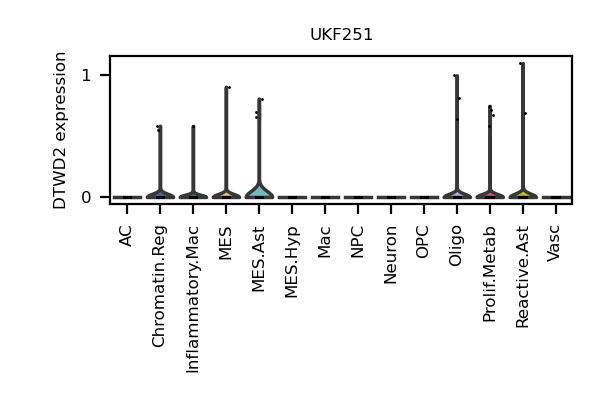 UKF251
DTWD2 expression
1
0
AC
Chromatin.Reg
Inflammatory.Mac
MES
MES.Ast
MES.Hyp
Mac
NPC
Neuron
OPC
Oligo
Prolif.Metab
Reactive.Ast
Vasc